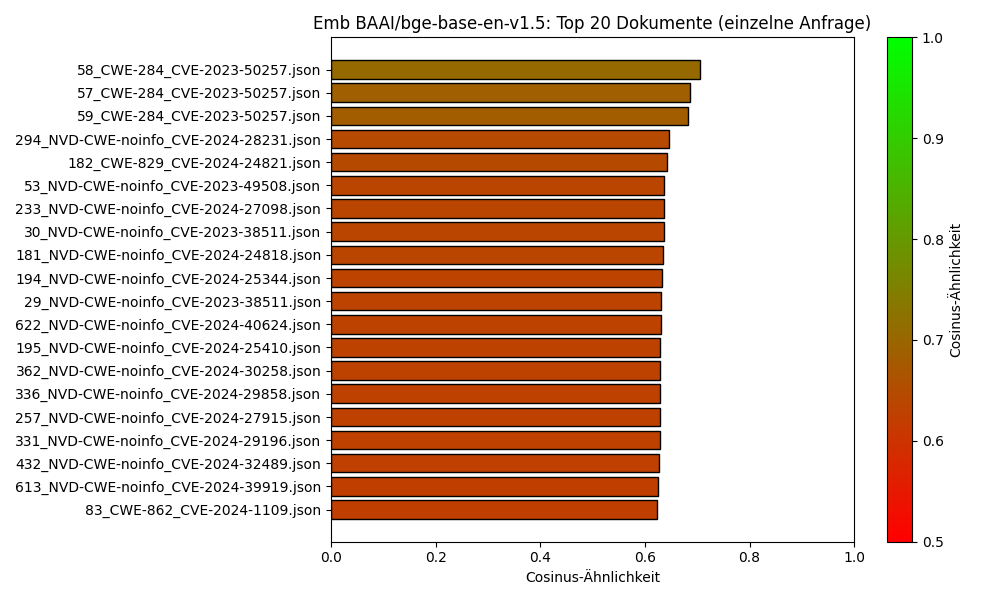 Emb BAAI/bge-base-en-v1.5: Top 20 Dokumente (einzelne Anfrage)
58_CWE-284_CVE-2023-50257.json
57_CWE-284_CVE-2023-50257.json
59_CWE-284_CVE-2023-50257.json
294_NVD-CWE-noinfo_CVE-2024-28231.json
182_CWE-829_CVE-2024-24821.json
53_NVD-CWE-noinfo_CVE-2023-49508.json
233_NVD-CWE-noinfo_CVE-2024-27098.json
30_NVD-CWE-noinfo_CVE-2023-38511.json
181_NVD-CWE-noinfo_CVE-2024-24818.json
194_NVD-CWE-noinfo_CVE-2024-25344.json
29_NVD-CWE-noinfo_CVE-2023-38511.json
622_NVD-CWE-noinfo_CVE-2024-40624.json
195_NVD-CWE-noinfo_CVE-2024-25410.json
362_NVD-CWE-noinfo_CVE-2024-30258.json
336_NVD-CWE-noinfo_CVE-2024-29858.json
257_NVD-CWE-noinfo_CVE-2024-27915.json
331_NVD-CWE-noinfo_CVE-2024-29196.json
432_NVD-CWE-noinfo_CVE-2024-32489.json
613_NVD-CWE-noinfo_CVE-2024-39919.json
83_CWE-862_CVE-2024-1109.json
0.0 0.2 0.4 0.6 0.8 1.0
Cosinus-Ähnlichkeit
1.0
0.9
0.8
0.7
0.6
0.5
Cosinus-Ähnlichkeit